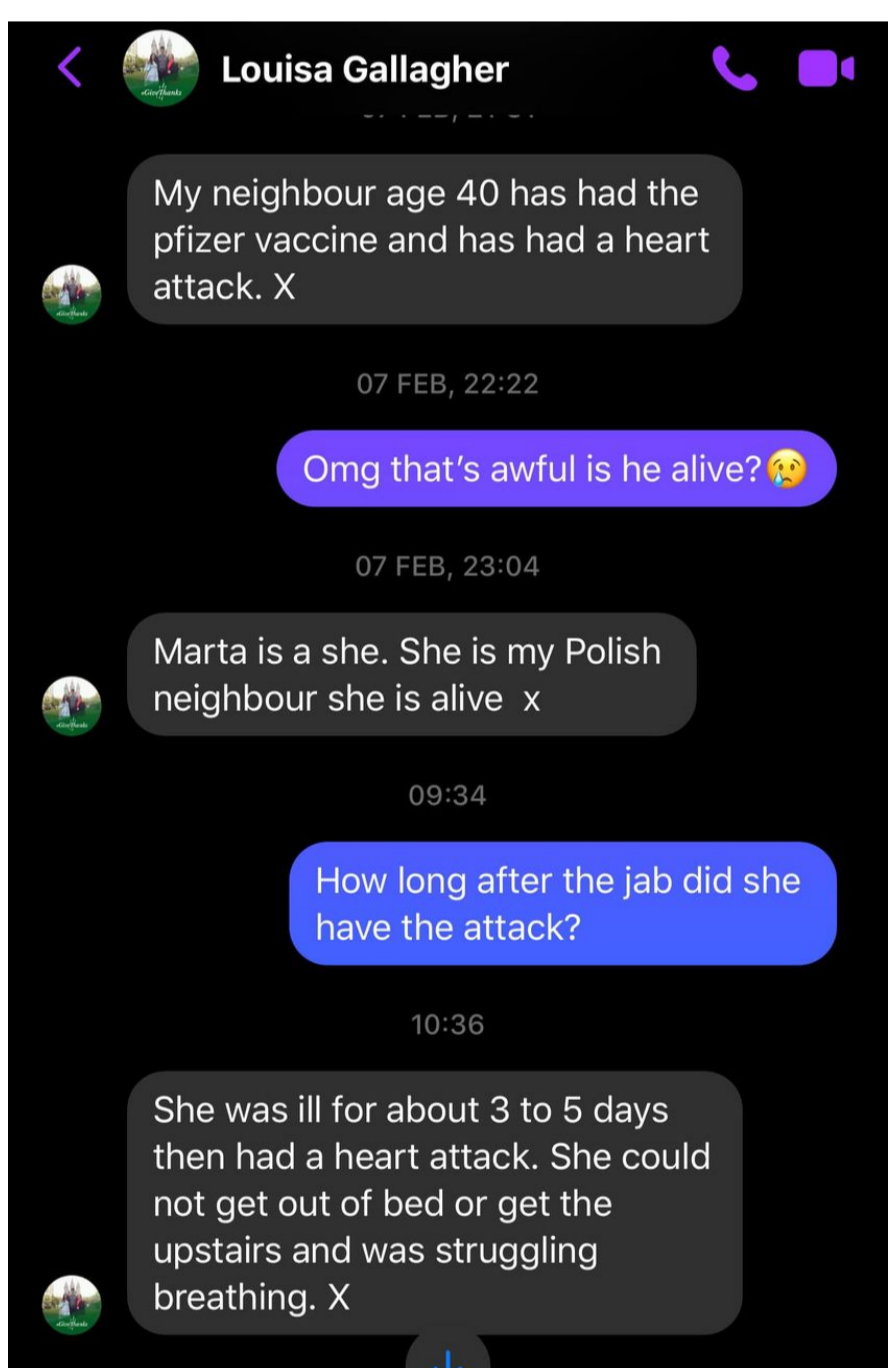 Louisa Gallagher
My neighbour age 40 has had the
pfizer vaccine and has had a heart
attack. X
07 FEB, 22:22
Omg that's awful is he alive?😢
07 FEB, 23:04
Marta is a she. She is my Polish
neighbour she is alive  x
09:34
How long after the jab did she
have the attack?
10:36
She was ill for about 3 to 5 days
then had a heart attack. She could
not get out of bed or get the
upstairs and was struggling
breathing. X